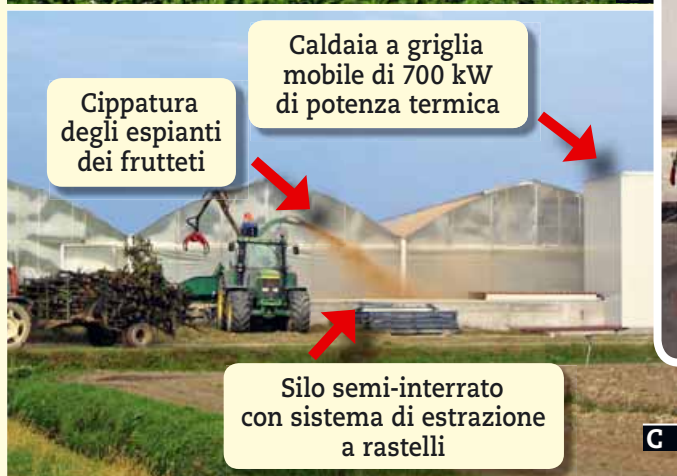 Caldaia a griglia
mobile di 700 kW
di potenza termica
Cippatura
degli espianti
dei frutteti
Silo semi-interrato
con sistema di estrazione
a rastelli
C